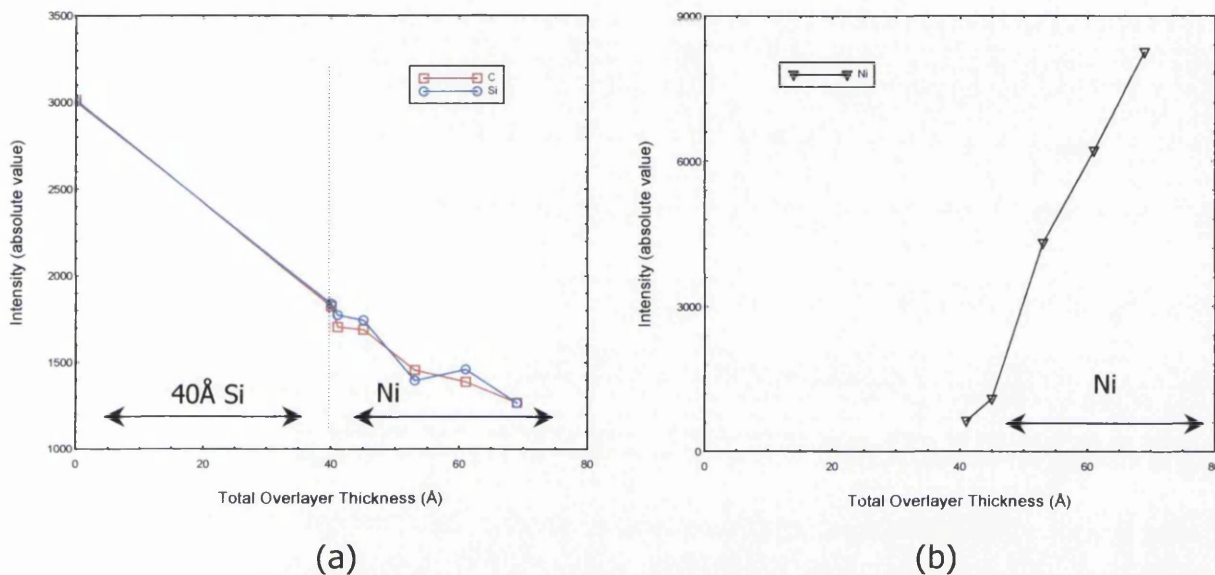 3500
3000
2500
2000
1500
1000
Intensity (absolute value)
C
Si
40Å Si
Ni
0
20
40
60
80
Total Overlayer Thickness (Å)
(a)
9000
6000
3000
0
Intensity (absolute value)
Ni
Ni
0
20
40
60
80
Total Overlayer Thickness (Å)
(b)